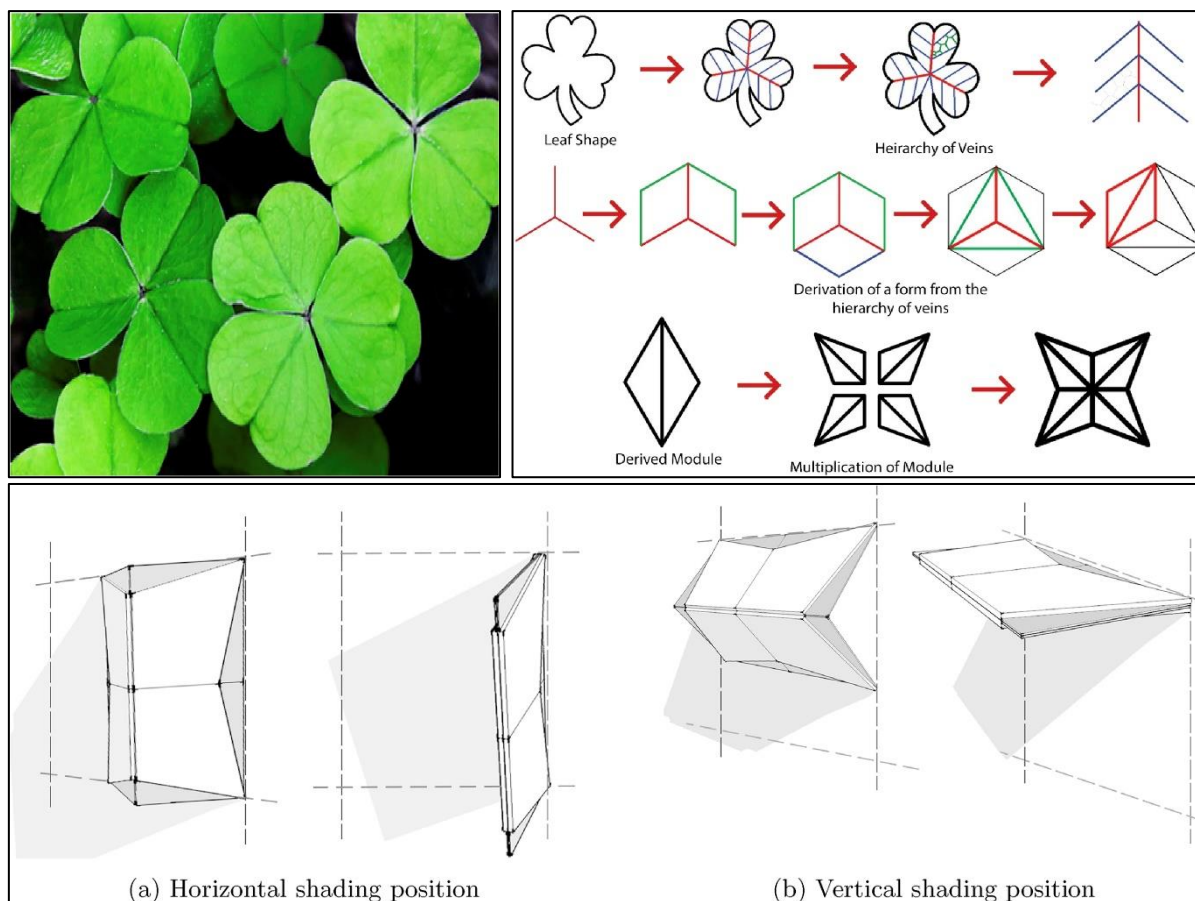 Leaf Shape
Heirarchy of Veins
Derivation of a form from the
hierarchy of veins
Derived Module
Multiplication of Module
(a) Horizontal shading position
(b) Vertical shading position